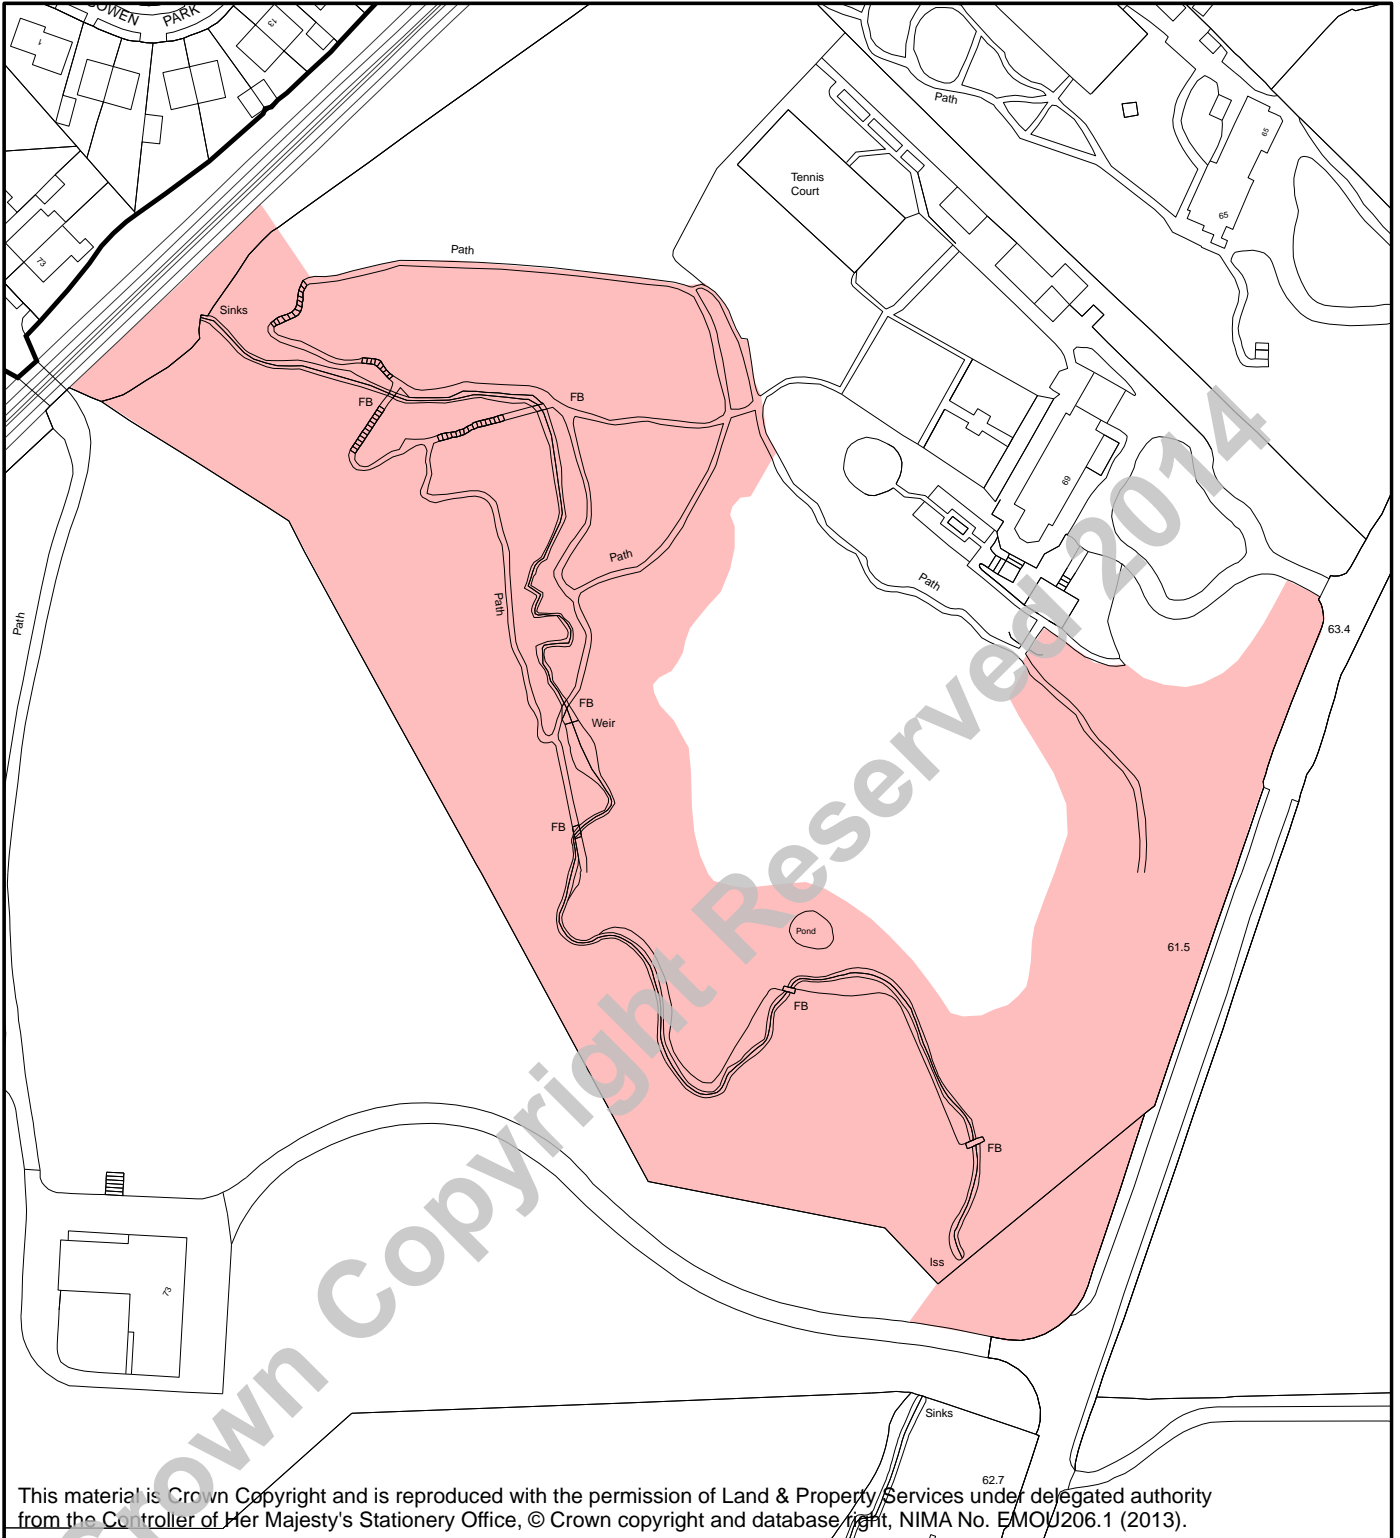 COWEN PARK
1
13
73
Path
65
65
Tennis
Court
Path
Sinks
FB
FB
69
Path
Path
Path
Path
63.4
FB
Weir
FB
Pond
61.5
FB
FB
Iss
73
Sinks
62.7
Crown Copyright Reserved 2014
This material is Crown Copyright and is reproduced with the permission of Land & Property Services under delegated authority
from the Controller of Her Majesty's Stationery Office, © Crown copyright and database right, NIMA No. EMOU206.1 (2013).